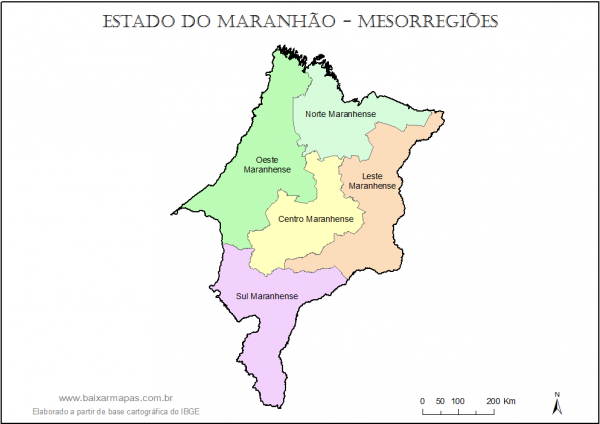 ESTADO DO MARANHÃO - MESORREGIÕES
Norte Maranhense
Oeste
Maranhense
Leste
Maranhense
Centro Maranhense
Sul Maranhense
www.baixarmapas.com.br
Elaborado a partir de base cartográfica do IBGE
0 50 100 200 Km
N